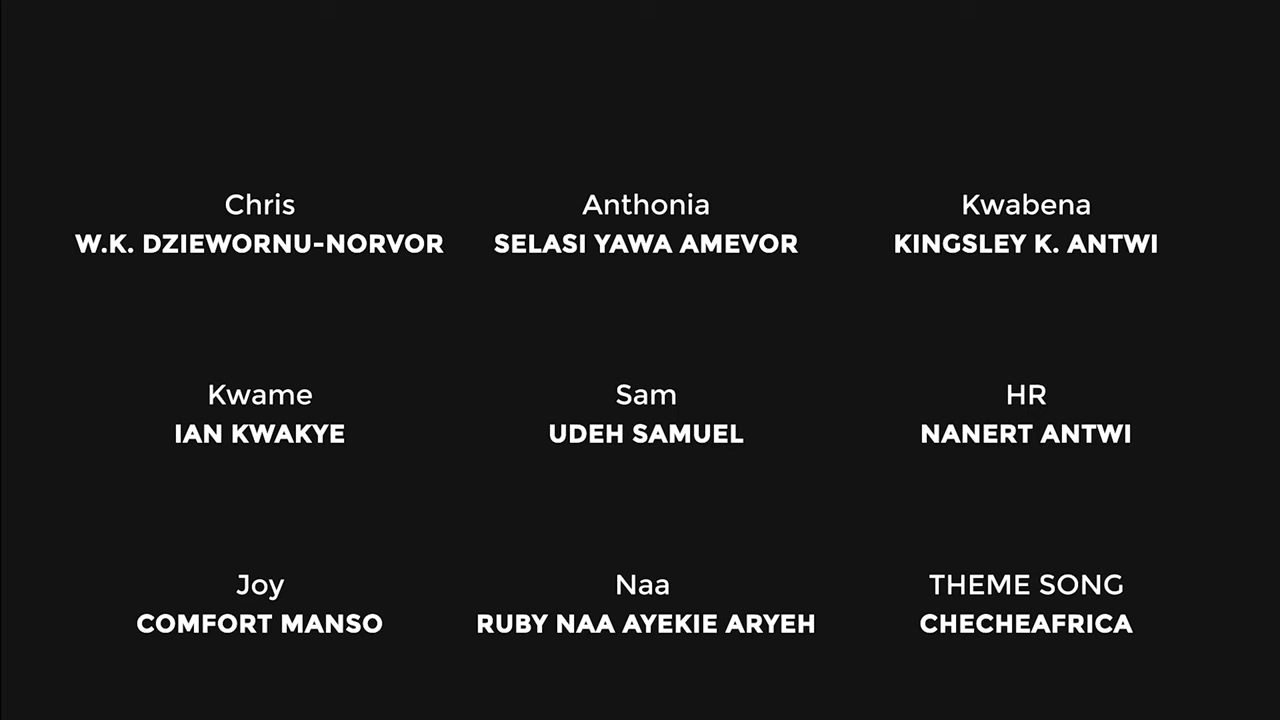 Chris
W.K. DZIEWORNU-NORVOR
Anthonia
SELASI YAWA AMEVOR
Kwabena
KINGSLEY K. ANTWI
Kwame
IAN KWAKYE
Sam
UDEH SAMUEL
HR
NANERT ANTWI
Joy
COMFORT MANSO
Naa
RUBY NAA AYEKIE ARYEH
THEME SONG
CHECHEAFRICA